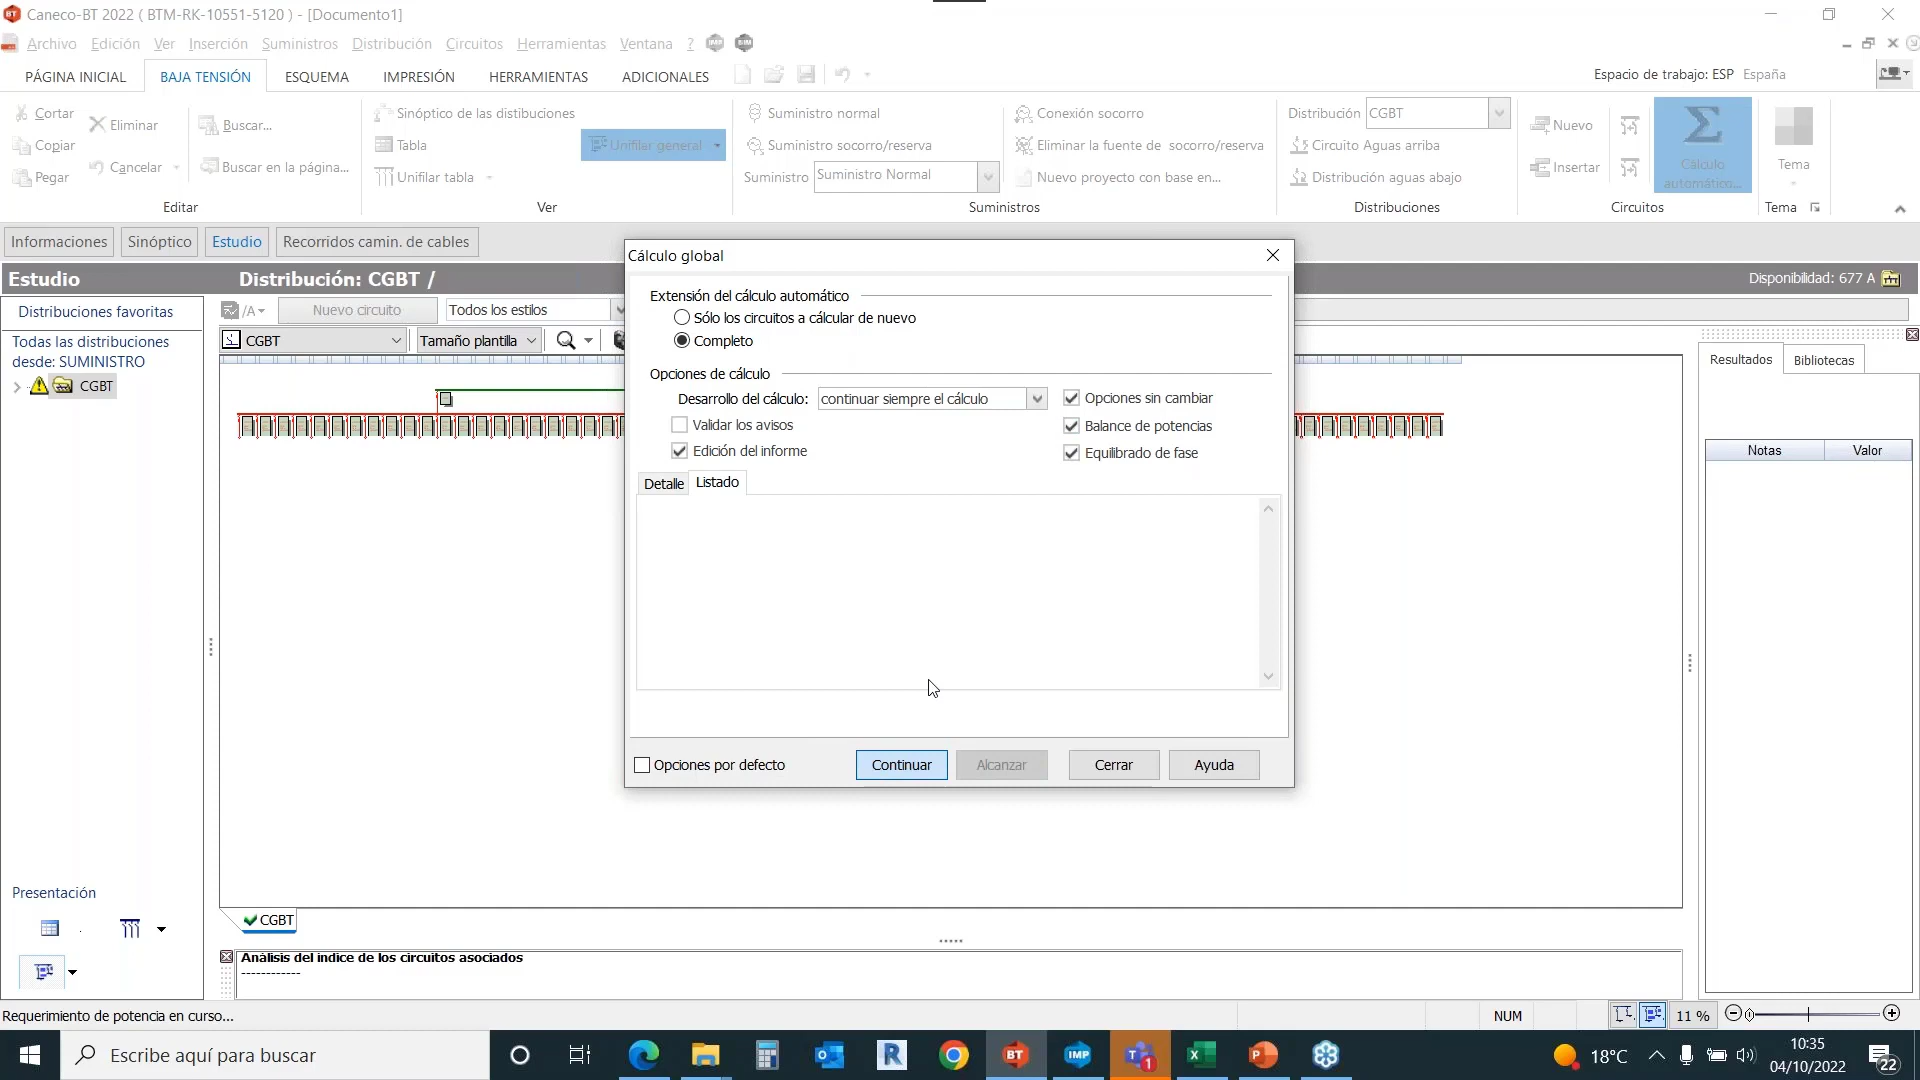 Caneco-BT 2022 ( BTM-RK-10551-5120 ) - [Documento1]
Archivo Edición Ver Inserción Suministros Distribución Circuitos Herramientas Ventana ?
PÁGINA INICIAL BAJA TENSIÓN ESQUEMA IMPRESIÓN HERRAMIENTAS ADICIONALES
Espacio de trabajo: ESP España
Cortar
Copiar
Pegar
Eliminar
Cancelar
Buscar...
Buscar en la página...
Editar
Sinóptico de las distibuciones
Tabla
Unifilar tabla
Unifilar general
Ver
Suministro normal
Suministro socorro/reserva
Suministro Suministro Normal
Conexión socorro
Eliminar la fuente de socorro/reserva
Nuevo proyecto con base en...
Suministros
Distribución CGBT
Circuito Aguas arriba
Distribución aguas abajo
Distribuciones
Nuevo
Insertar
Cálculo
automático...
Circuitos
Tema
Tema
Informaciones Sinóptico Estudio Recorridos camin. de cables
Estudio
Distribución: CGBT /
Disponibilidad: 677 A
Distribuciones favoritas
Todas las distribuciones
desde: SUMINISTRO
CGBT
/A
Nuevo circuito
Todos los estilos
CGBT
Tamaño plantilla
Cálculo global
Extensión del cálculo automático
Sólo los circuitos a cálcular de nuevo
Completo
Opciones de cálculo
Desarrollo del cálculo: continuar siempre el cálculo
Opciones sin cambiar
Validar los avisos
Balance de potencias
Edición del informe
Equilibrado de fase
Detalle Listado
Opciones por defecto
Continuar Alcanzar Cerrar Ayuda
Resultados Bibliotecas
Notas Valor
Presentación
CGBT
Análisis del indice de los circuitos asociados
------------
Requerimiento de potencia en curso...
NUM
11 %
Escribe aquí para buscar
BT
IMP
1
18°C
10:35
04/10/2022
22